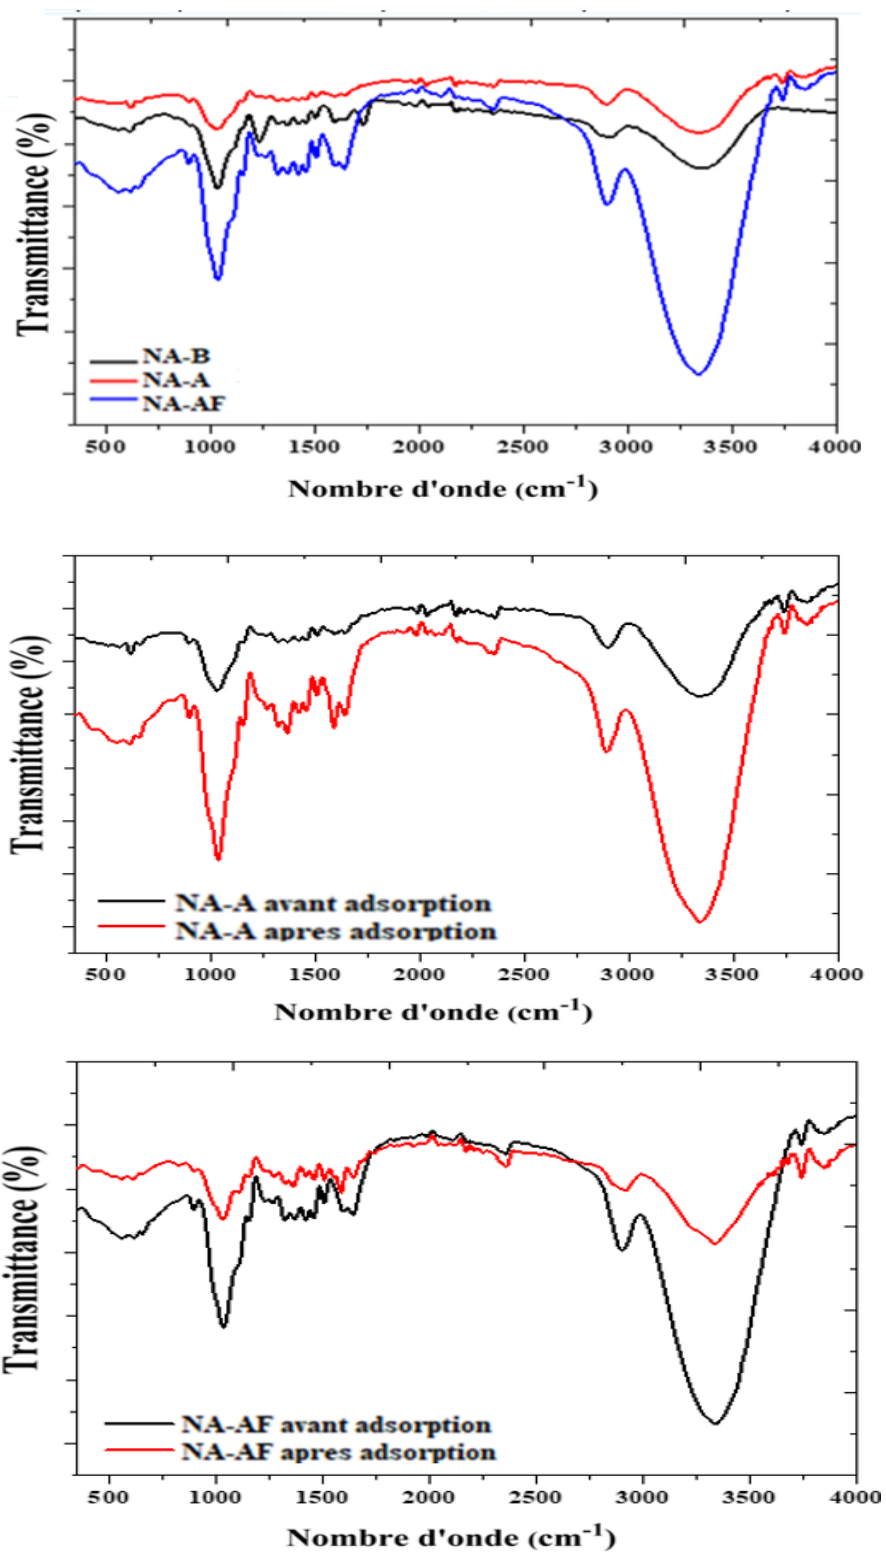 Transmittance (%)
NA-B
NA-A
NA-AF
500 1000 1500 2000 2500 3000 3500 4000
Nombre d'onde (cm-1)
Transmittance (%)
NA-A avant adsorption
NA-A apres adsorption
500 1000 1500 2000 2500 3000 3500 4000
Nombre d'onde (cm-1)
Transmittance (%)
NA-AF avant adsorption
NA-AF apres adsorption
500 1000 1500 2000 2500 3000 3500 4000
Nombre d'onde (cm-1)